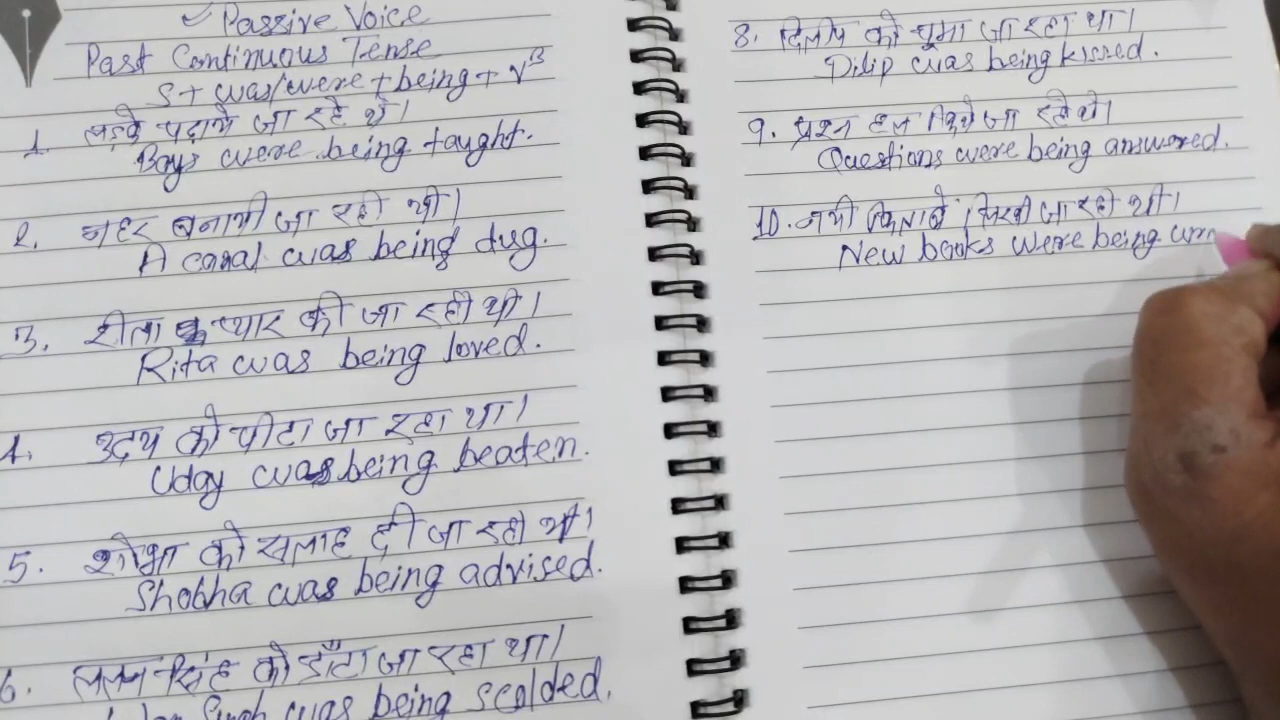 ✓ Passive Voice
Past Continuous Tense
S + was/were + being + V3
1. लड़के पढ़ाये जा रहे थे।
Boys were being taught.
2. नहर बनायी जा रही थी।
A canal was being dug.
3. रीता प्यार की जा रही थी।
Rita was being loved.
4. उदय को पीटा जा रहा था।
Uday was being beaten.
5. शोभा को सलाह दी जा रही थी।
Shobha was being advised.
6. ललन सिंह को डाँटा जा रहा था।
Singh was being scolded.
8. दिलीप को चूमा जा रहा था।
Dilip was being kissed.
9. प्रश्न हल किये जा रहे थे।
Questions were being answered.
10. नयी किताबें लिखी जा रही थी।
New books were being